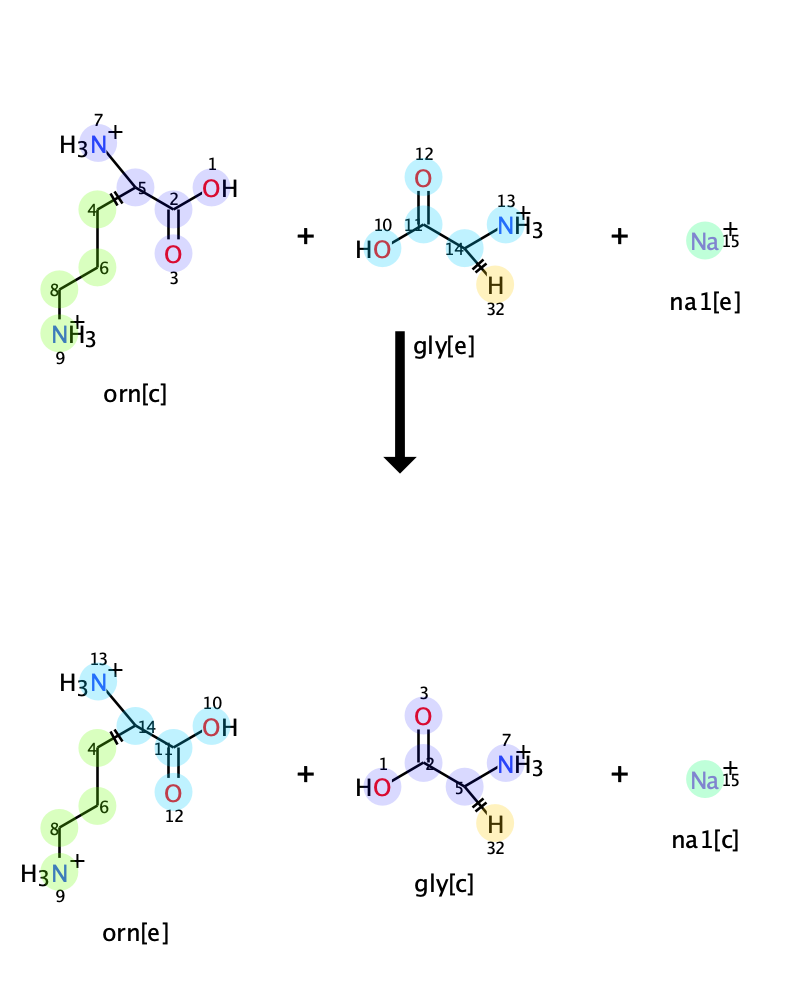 7
H3N+
1
5
2
OH
4
O
3
6
8
NH3+
9
orn[c]
+
12
O
13
10
11
NH3+
HO
14
H
32
gly[e]
+
Na+
15
na1[e]
13
H3N+
10
14
OH
4
11
O
12
6
8
H3N+
9
orn[e]
+
3
O
7
1
2
NH3+
HO
5
H
32
gly[c]
+
Na+
15
na1[c]